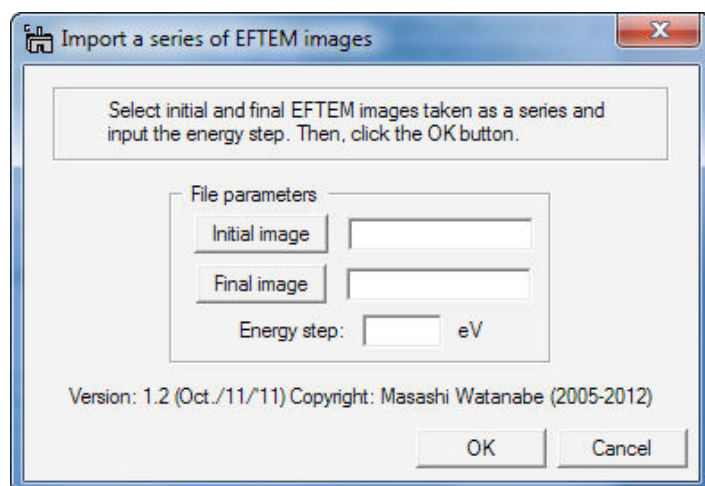 Import a series of EFTEM images
Select initial and final EFTEM images taken as a series and
input the energy step. Then, click the OK button.
File parameters
Initial image
Final image
Energy step: eV
Version: 1.2 (Oct./11/'11) Copyright: Masashi Watanabe (2005-2012)
OK Cancel